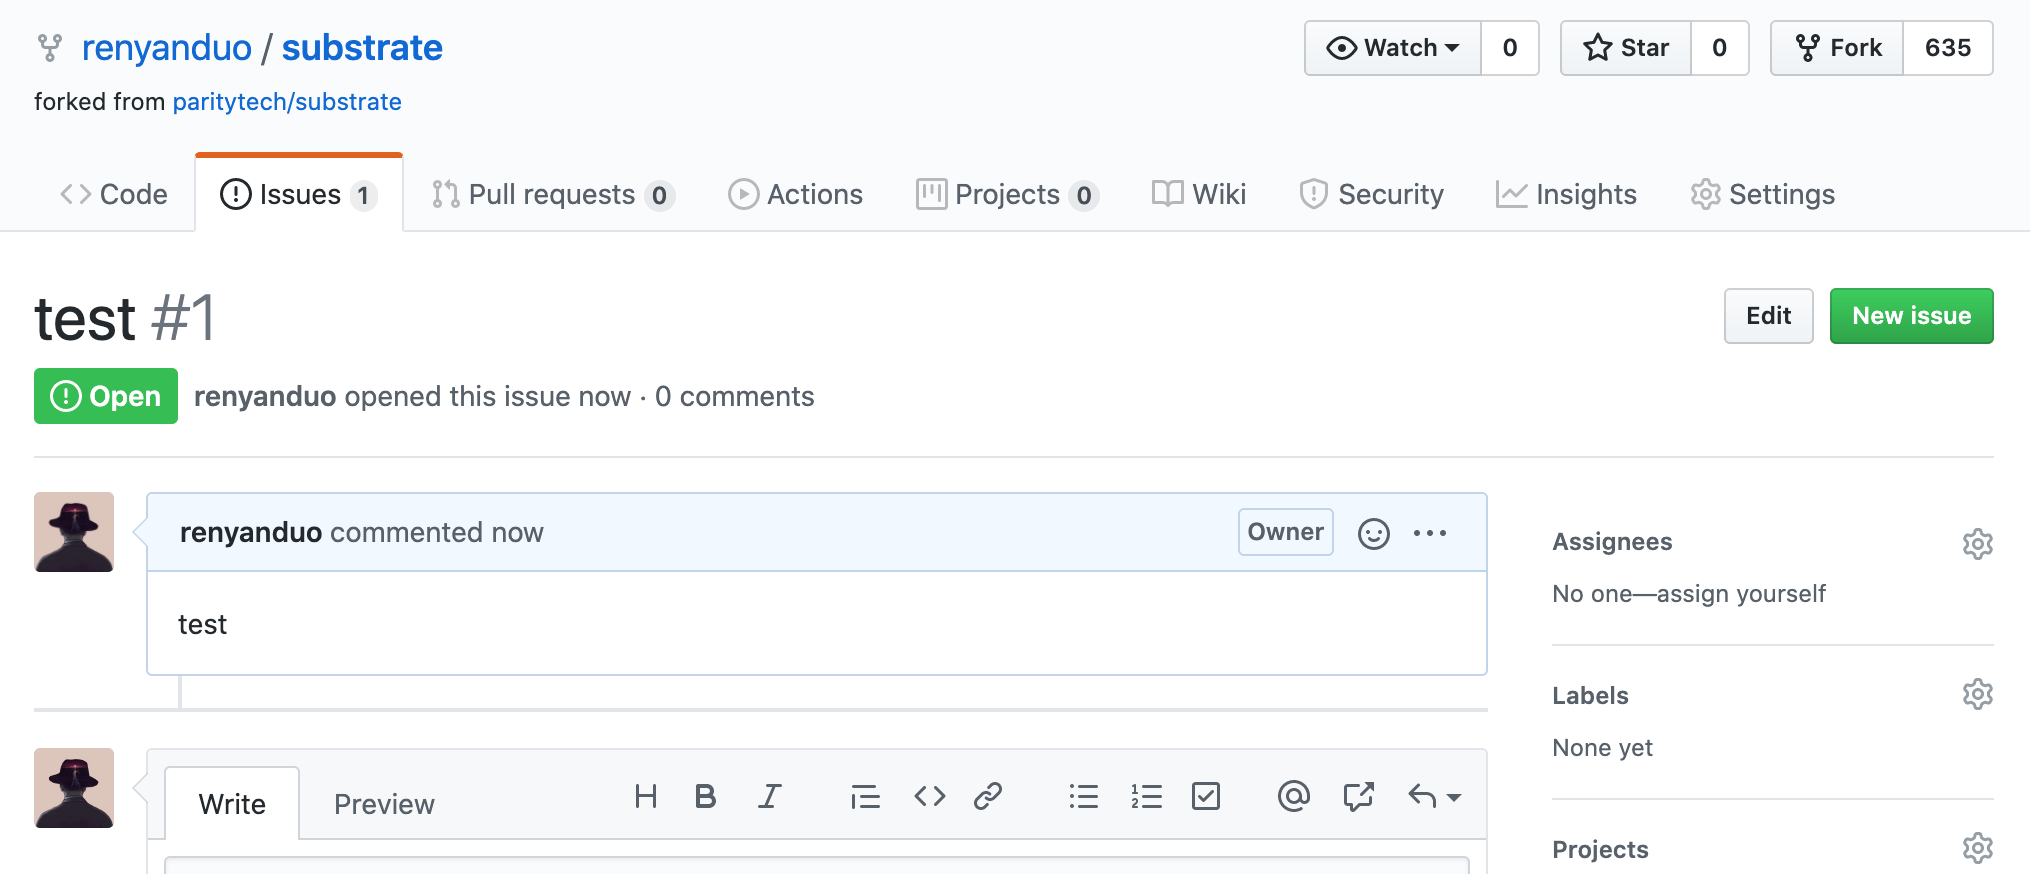 renyanduo / substrate
Watch 0
Star 0
Fork 635
forked from paritytech/substrate
Code
Issues 1
Pull requests 0
Actions
Projects 0
Wiki
Security
Insights
Settings
test #1
Edit
New issue
Open
renyanduo opened this issue now · 0 comments
renyanduo commented now
Owner
test
Assignees
No one—assign yourself
Labels
None yet
Write
Preview
Projects